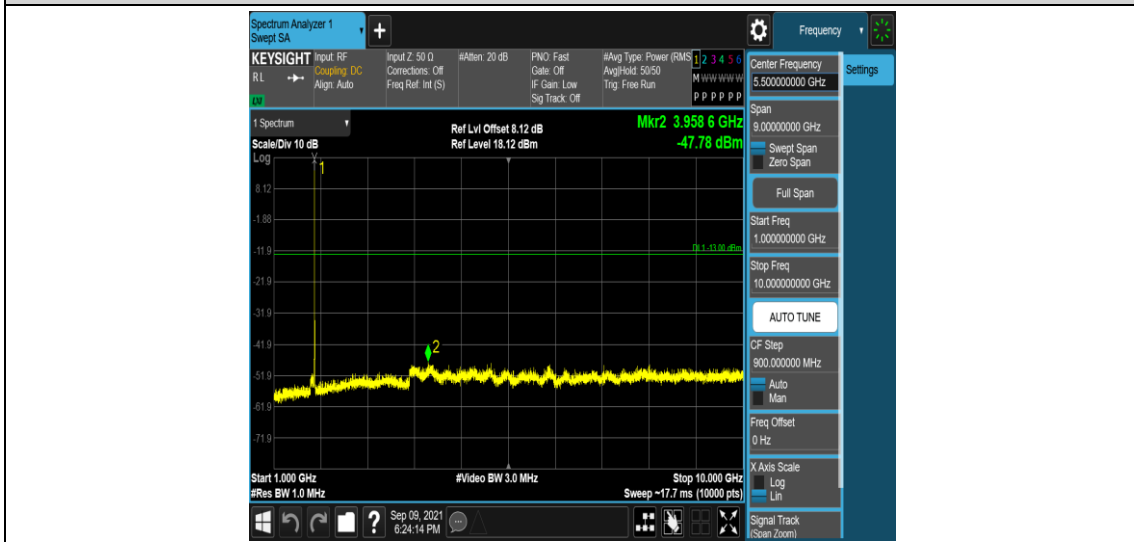 Spectrum Analyzer 1
Swept SA
+
Frequency
KEYSIGHT
RL
LXI
Input: RF
Coupling: DC
Align: Auto
Input Z: 50 Ω
Corrections: Off
Freq Ref: Int (S)
#Atten: 20 dB
PNO: Fast
Gate: Off
IF Gain: Low
Sig Track: Off
#Avg Type: Power (RMS
Avg|Hold: 50/50
Trig: Free Run
1 2 3 4 5 6
M W W W W W
P P P P P P
1 Spectrum
Scale/Div 10 dB
Log
Ref Lvl Offset 8.12 dB
Ref Level 18.12 dBm
Mkr2 3.958 6 GHz
-47.78 dBm
1
8.12
-1.88
-11.9
DL1 -13.00 dBm
-21.9
-31.9
-41.9
2
-51.9
-61.9
-71.9
Start 1.000 GHz
#Res BW 1.0 MHz
#Video BW 3.0 MHz
Stop 10.000 GHz
Sweep ~17.7 ms (10000 pts)
Sep 09, 2021
6:24:14 PM
Center Frequency
5.500000000 GHz
Settings
Span
9.00000000 GHz
Swept Span
Zero Span
Full Span
Start Freq
1.000000000 GHz
Stop Freq
10.000000000 GHz
AUTO TUNE
CF Step
900.000000 MHz
Auto
Man
Freq Offset
0 Hz
X Axis Scale
Log
Lin
Signal Track
(Span Zoom)